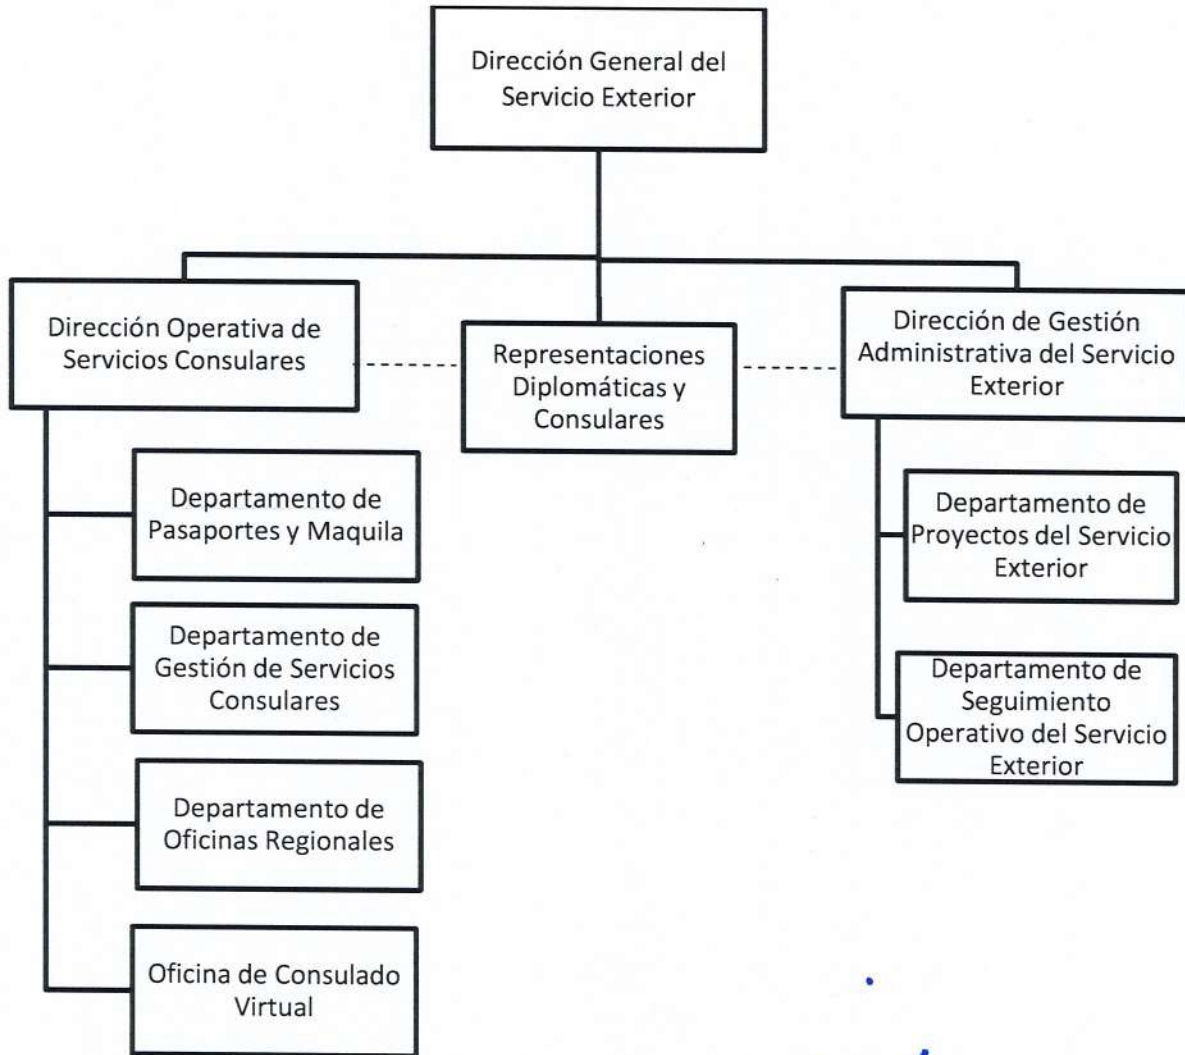 Dirección General del
Servicio Exterior
Dirección Operativa de
Servicios Consulares
Representaciones
Diplomáticas y
Consulares
Dirección de Gestión
Administrativa del Servicio
Exterior
Departamento de
Pasaportes y Maquila
Departamento de
Gestión de Servicios
Consulares
Departamento de
Oficinas Regionales
Oficina de Consulado
Virtual
Departamento de
Proyectos del Servicio
Exterior
Departamento de
Seguimiento
Operativo del Servicio
Exterior